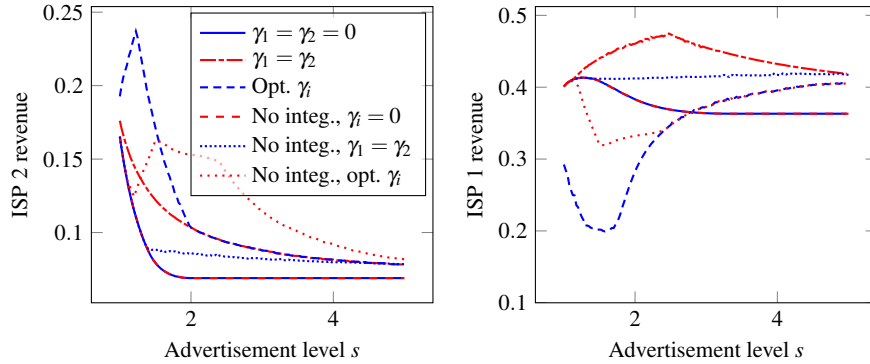 0.25
0.2
0.15
0.1
2
4
Advertisement level s
ISP 2 revenue
γ₁ = γ₂ = 0
γ₁ = γ₂
Opt. γᵢ
No integ., γᵢ = 0
No integ., γ₁ = γ₂
No integ., opt. γᵢ
0.5
0.4
0.3
0.2
0.1
2
4
Advertisement level s
ISP 1 revenue